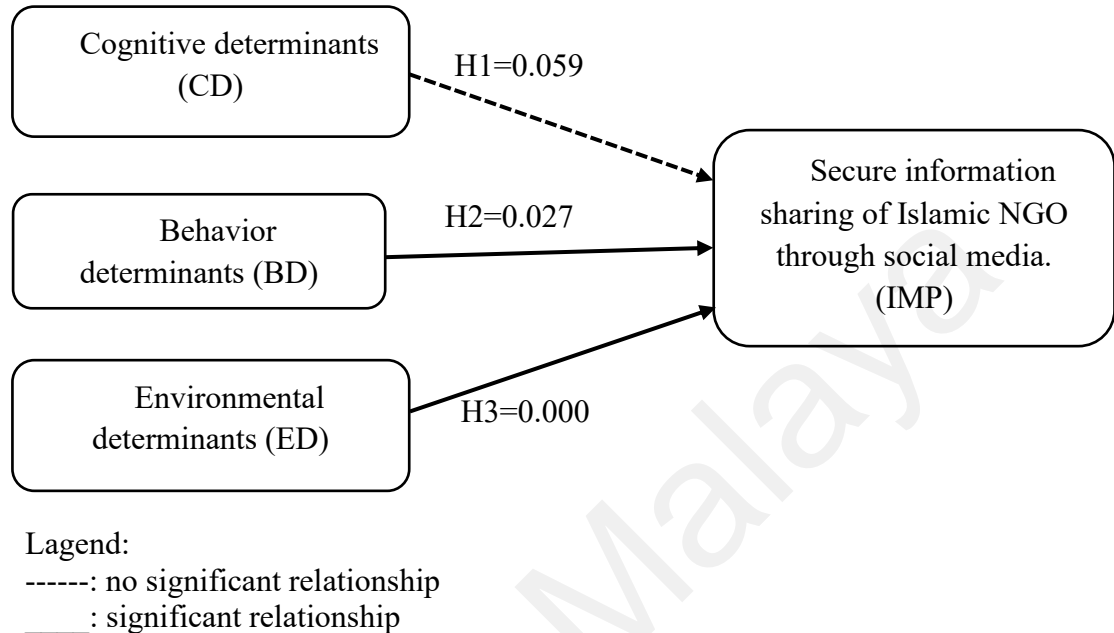 Cognitive determinants
(CD)
H1=0.059
Behavior
determinants (BD)
H2=0.027
Environmental
determinants (ED)
H3=0.000
Secure information
sharing of Islamic NGO
through social media.
(IMP)
Malaya
Lagend:
------: no significant relationship
____: significant relationship